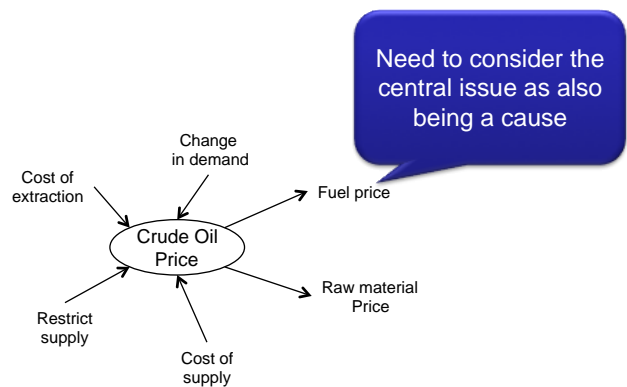 Need to consider the
central issue as also
being a cause
Change
in demand
Cost of
extraction
Fuel price
Crude Oil
Price
Raw material
Price
Restrict
supply
Cost of
supply